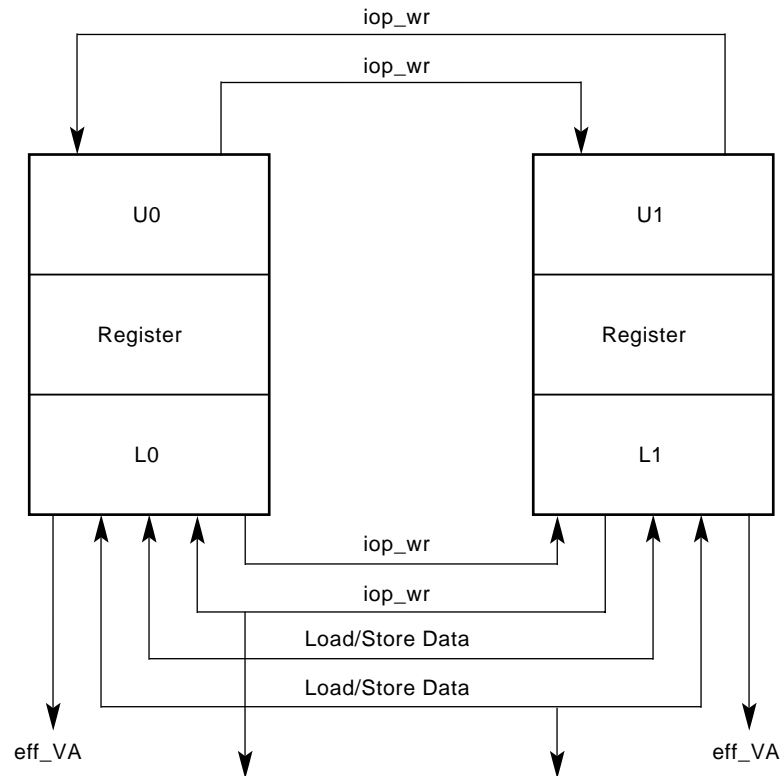 iop_wr
iop_wr
U0
U1
Register
Register
L0
L1
iop_wr
iop_wr
Load/Store Data
Load/Store Data
eff_VA
eff_VA